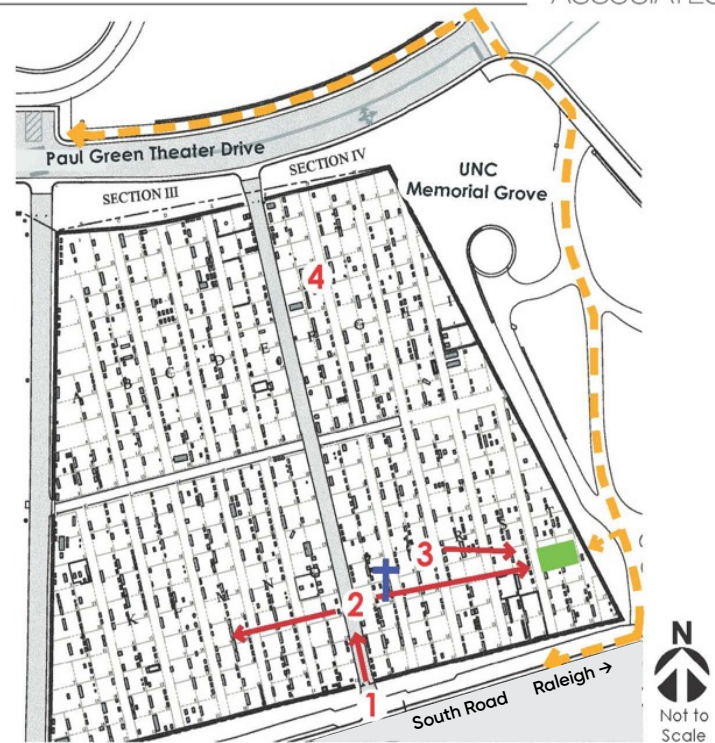 ASSOCIATES
Paul Green Theater Drive
SECTION III
SECTION IV
UNC
Memorial Grove
4
A
B
C
D
E
F
G
H
I
3
2
K
M
N
1
South Road
Raleigh →
N
Not to
Scale